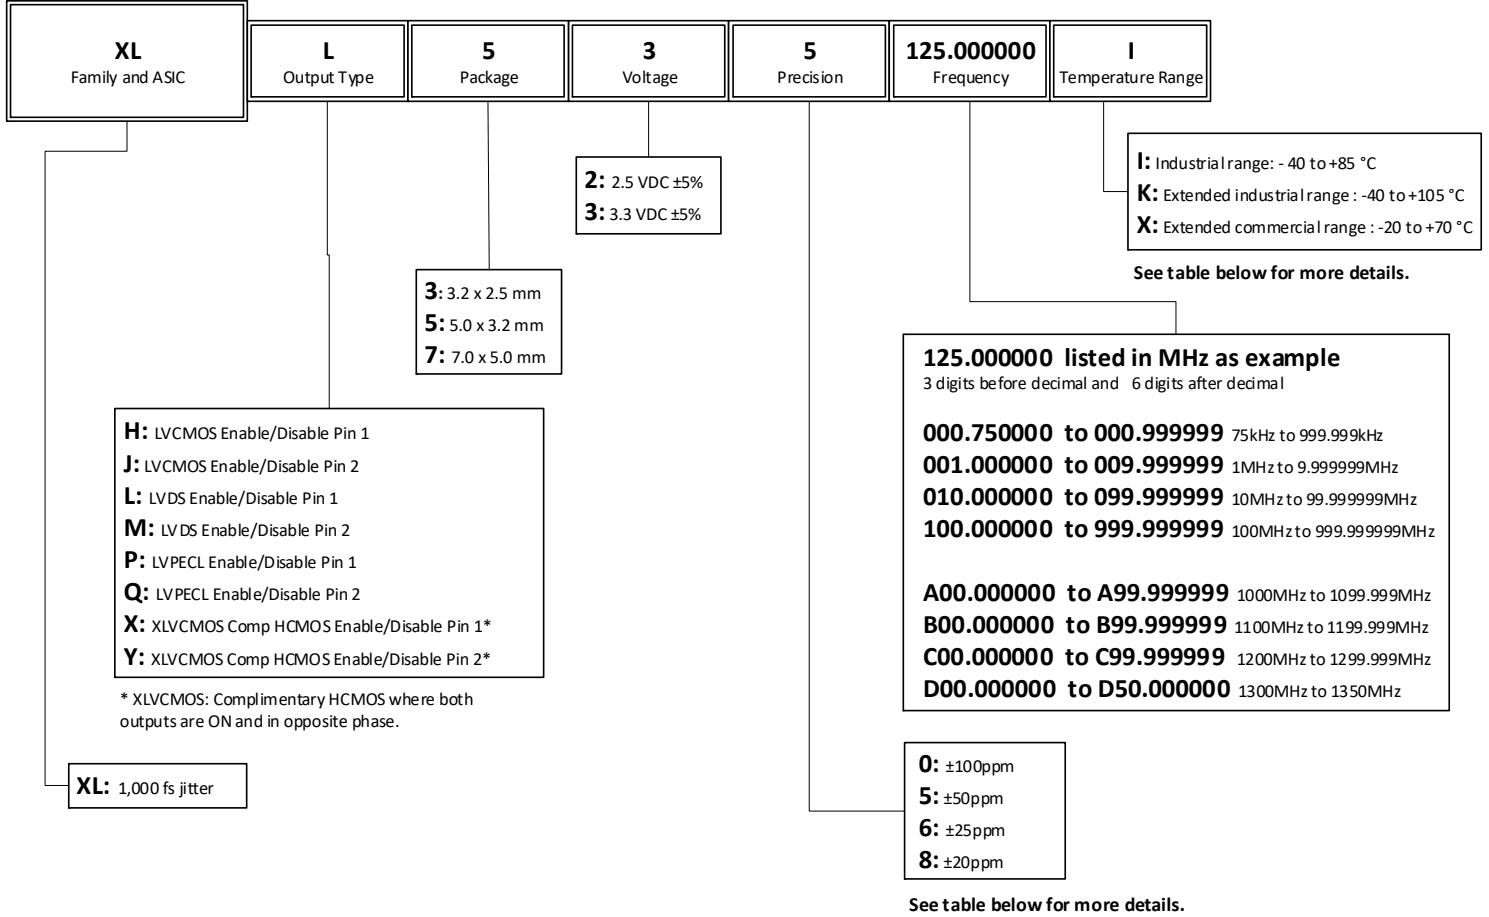 XL
Family and ASIC
L
Output Type
5
Package
3
Voltage
5
Precision
125.000000
Frequency
I
Temperature Range
I: Industrial range: - 40 to +85 °C
K: Extended industrial range : -40 to +105 °C
X: Extended commercial range : -20 to +70 °C
See table below for more details.
2: 2.5 VDC ±5%
3: 3.3 VDC ±5%
3: 3.2 x 2.5 mm
5: 5.0 x 3.2 mm
7: 7.0 x 5.0 mm
125.000000 listed in MHz as example
3 digits before decimal and 6 digits after decimal
000.750000 to 000.999999 75kHz to 999.999kHz
001.000000 to 009.999999 1MHz to 9.999999MHz
010.000000 to 099.999999 10MHz to 99.999999MHz
100.000000 to 999.999999 100MHz to 999.999999MHz
A00.000000 to A99.999999 1000MHz to 1099.999MHz
B00.000000 to B99.999999 1100MHz to 1199.999MHz
C00.000000 to C99.999999 1200MHz to 1299.999MHz
D00.000000 to D50.000000 1300MHz to 1350MHz
H: LVCMOS Enable/Disable Pin 1
J: LVCMOS Enable/Disable Pin 2
L: LVDS Enable/Disable Pin 1
M: LVDS Enable/Disable Pin 2
P: LVPECL Enable/Disable Pin 1
Q: LVPECL Enable/Disable Pin 2
X: XLVCMOS Comp HCMOS Enable/Disable Pin 1*
Y: XLVCMOS Comp HCMOS Enable/Disable Pin 2*
* XLVCMOS: Complimentary HCMOS where both
outputs are ON and in opposite phase.
XL: 1,000 fs jitter
0: ±100ppm
5: ±50ppm
6: ±25ppm
8: ±20ppm
See table below for more details.